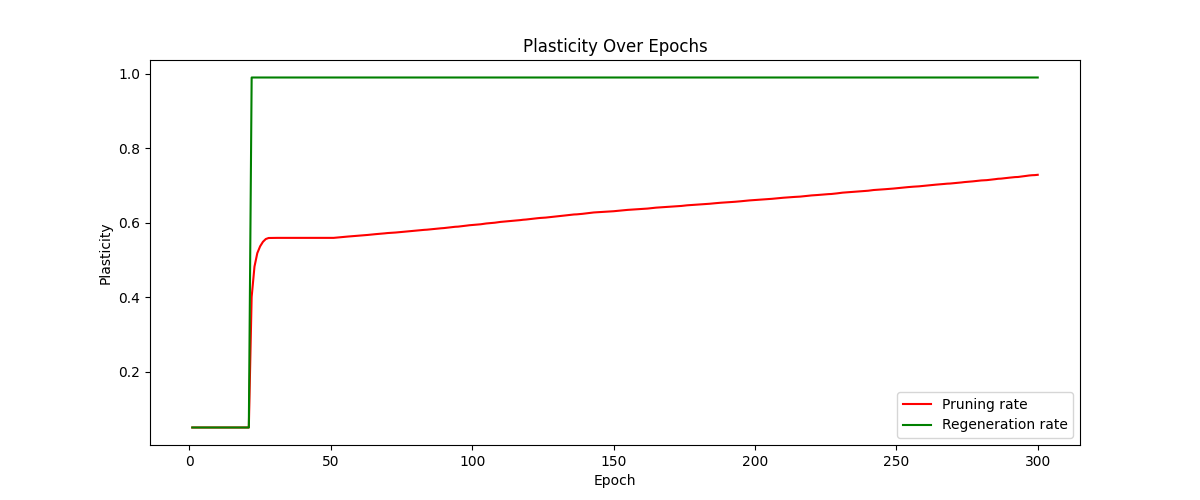 Plasticity Over Epochs
Plasticity
1.0
0.8
0.6
0.4
0.2
0 50 100 150 200 250 300
Epoch
Pruning rate
Regeneration rate